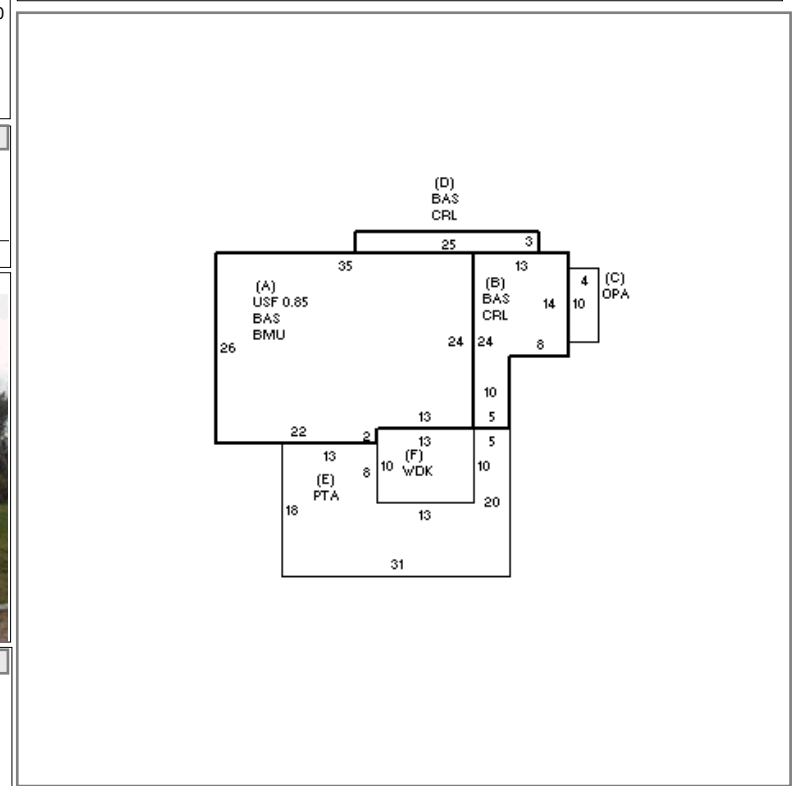 (D)
BAS
CRL
25 3
35 13
(A)
USF 0.85
BAS
BMU
(B)
BAS
CRL
4
(C)
OPA
14 10
26
24 24
8
10
13 5
22 2
13 5
13
(F)
WDK
8 10
10
(E)
PTA
18
20
13
31